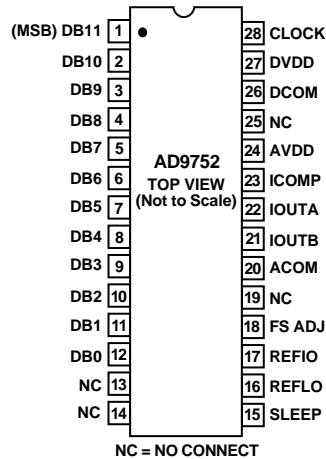 (MSB) DB11 1
DB10 2
DB9 3
DB8 4
DB7 5
DB6 6
DB5 7
DB4 8
DB3 9
DB2 10
DB1 11
DB0 12
NC 13
NC 14
AD9752
TOP VIEW
(Not to Scale)
28 CLOCK
27 DVDD
26 DCOM
25 NC
24 AVDD
23 ICOMP
22 IOUTA
21 IOUTB
20 ACOM
19 NC
18 FS ADJ
17 REFIO
16 REFLO
15 SLEEP
NC = NO CONNECT